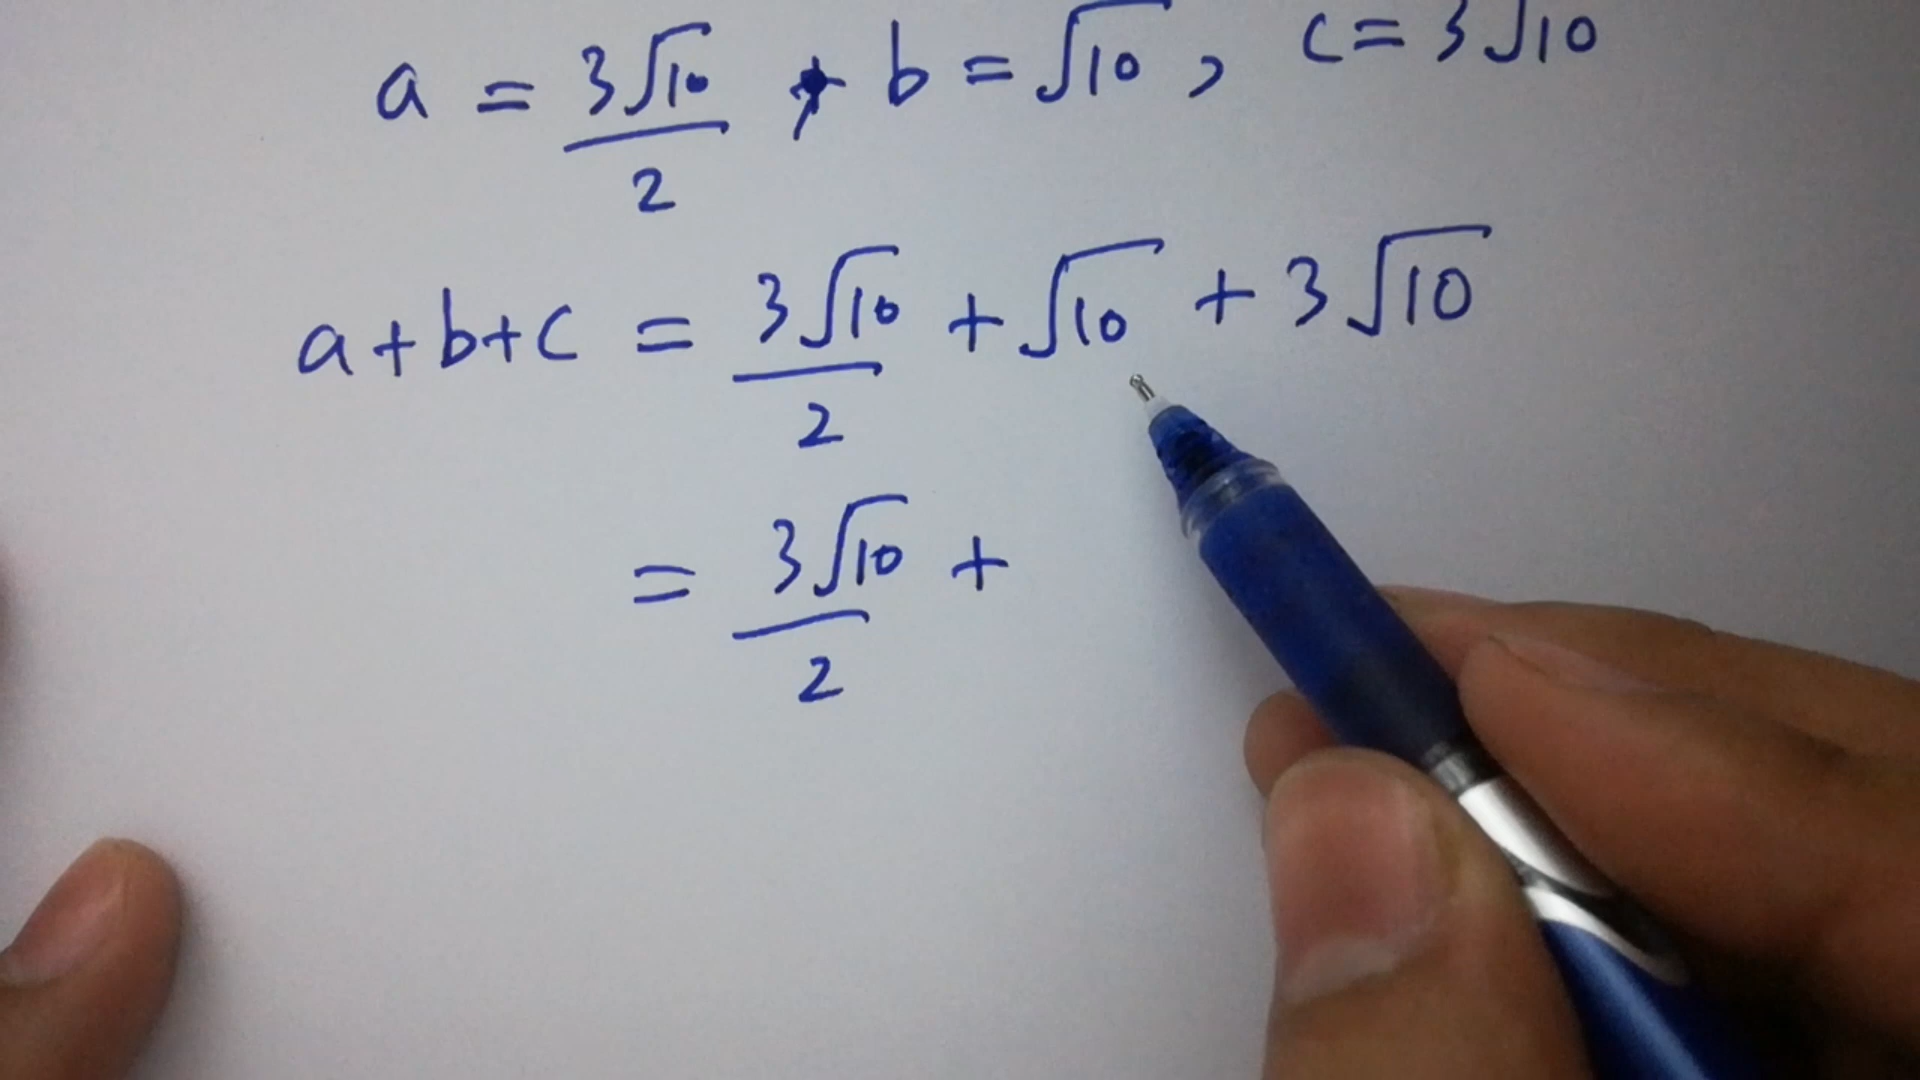 a = 3√10/2 , b = √10, c = 3√10
a+b+c = 3√10/2 + √10 + 3√10
= 3√10/2 +